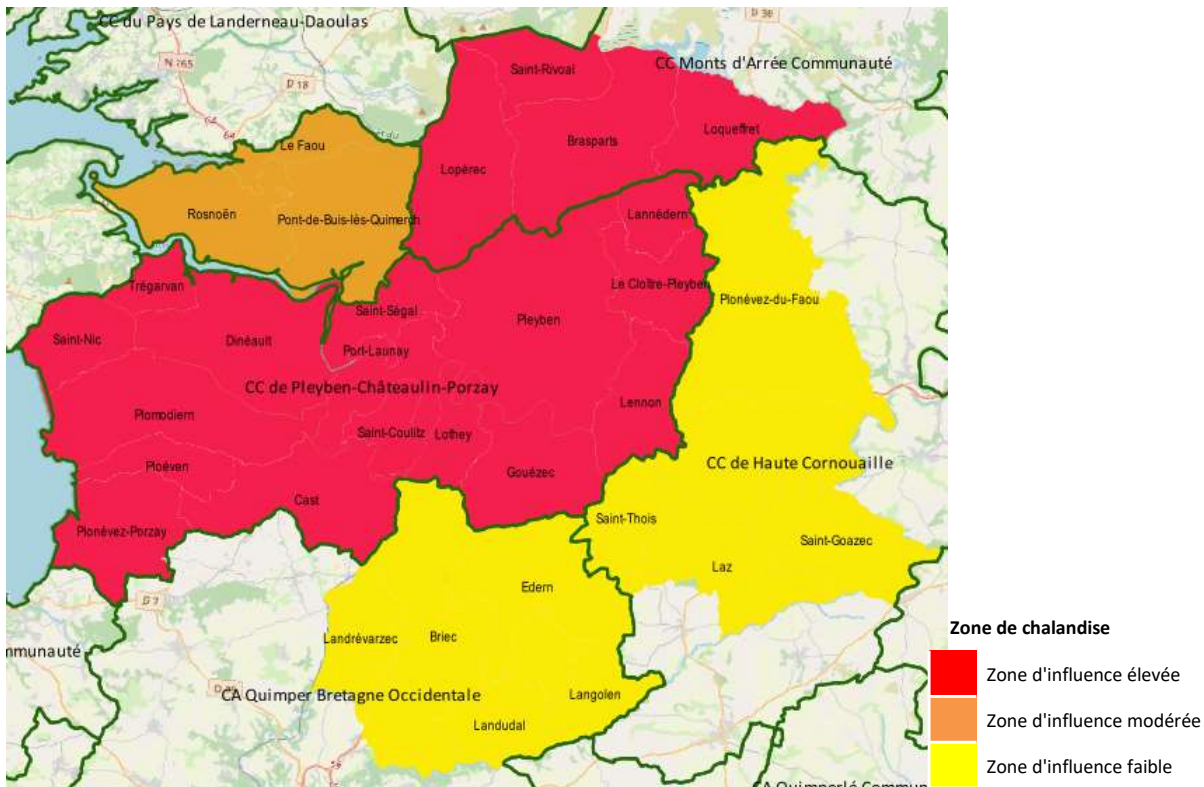 CC du Pays de Landerneau-Daoulas
D 30
N 165
Saint-Rivoal
CC Monts d'Arrée Communauté
D 18
Loqueffret
Brasparts
Le Faou
Lopérec
Rosnoën
Pont-de-Buis-lès-Quimerch
Lannédern
Trégarvan
Le Cloître-Pleyben
Plonévez-du-Faou
Saint-Ségal
Pleyben
Saint-Nic
Dinéault
Port-Launay
CC de Pleyben-Châteaulin-Porzay
Lennon
Plomodiern
Saint-Coulitz
Lothey
Ploéven
CC de Haute Cornouaille
Gouézec
Cast
Saint-Thois
Plonévez-Porzay
Saint-Goazec
Laz
Edern
D 7
Zone de chalandise
Landrévarzec
Briec
mmunauté
Zone d'influence élevée
CA Quimper Bretagne Occidentale
Langolen
Zone d'influence modérée
Landudal
Zone d'influence faible
CA Quimperlé Commun